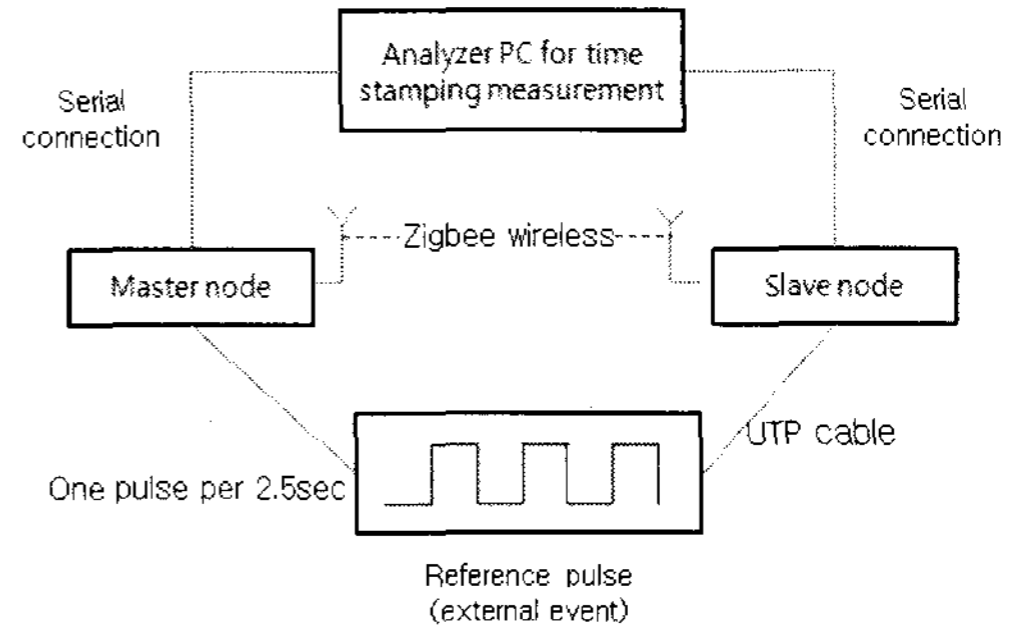 Analyzer PC for time
stamping measurement
Serial
connection
Serial
connection
Zigbee wireless
Master node
Slave node
UTP cable
One pulse per 2.5sec
Reference pulse
(external event)